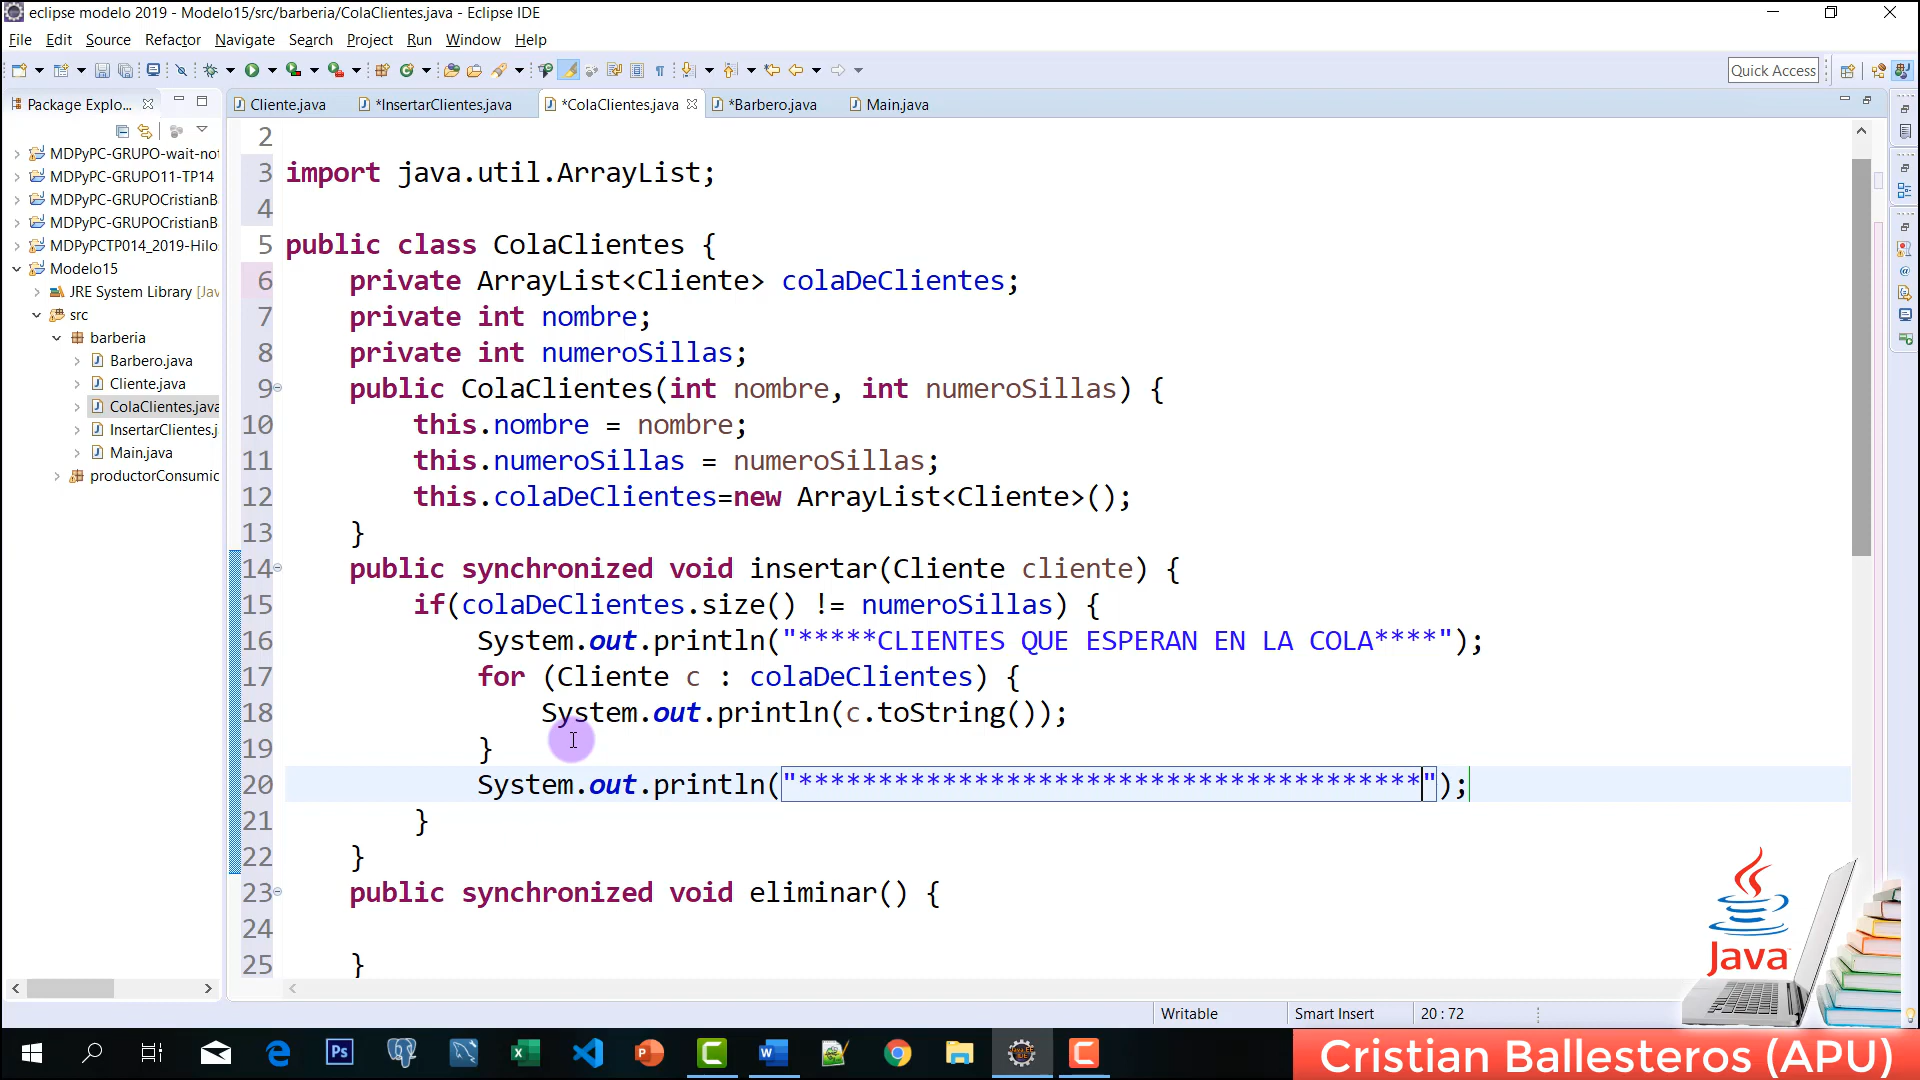 eclipse modelo 2019 - Modelo15/src/barberia/ColaClientes.java - Eclipse IDE
File Edit Source Refactor Navigate Search Project Run Window Help
Quick Access
Package Explo...
Cliente.java
*InsertarClientes.java
*ColaClientes.java
*Barbero.java
Main.java
MDPyPC-GRUPO-wait-not
MDPyPC-GRUPO11-TP14
MDPyPC-GRUPOCristianB
MDPyPC-GRUPOCristianB
MDPyPCTP014_2019-Hilo
Modelo15
JRE System Library [Jav
src
barberia
Barbero.java
Cliente.java
ColaClientes.java
InsertarClientes.j
Main.java
productorConsumic
2
3 import java.util.ArrayList;
4
5 public class ColaClientes {
6 private ArrayList<Cliente> colaDeClientes;
7 private int nombre;
8 private int numeroSillas;
9 public ColaClientes(int nombre, int numeroSillas) {
10 this.nombre = nombre;
11 this.numeroSillas = numeroSillas;
12 this.colaDeClientes=new ArrayList<Cliente>();
13 }
14 public synchronized void insertar(Cliente cliente) {
15 if(colaDeClientes.size() != numeroSillas) {
16 System.out.println("*****CLIENTES QUE ESPERAN EN LA COLA****");
17 for (Cliente c : colaDeClientes) {
18 System.out.println(c.toString());
19 }
20 System.out.println("***************************************");
21 }
22 }
23 public synchronized void eliminar() {
24
25 }
Writable
Smart Insert
20 : 72
Java
Cristian Ballesteros (APU)